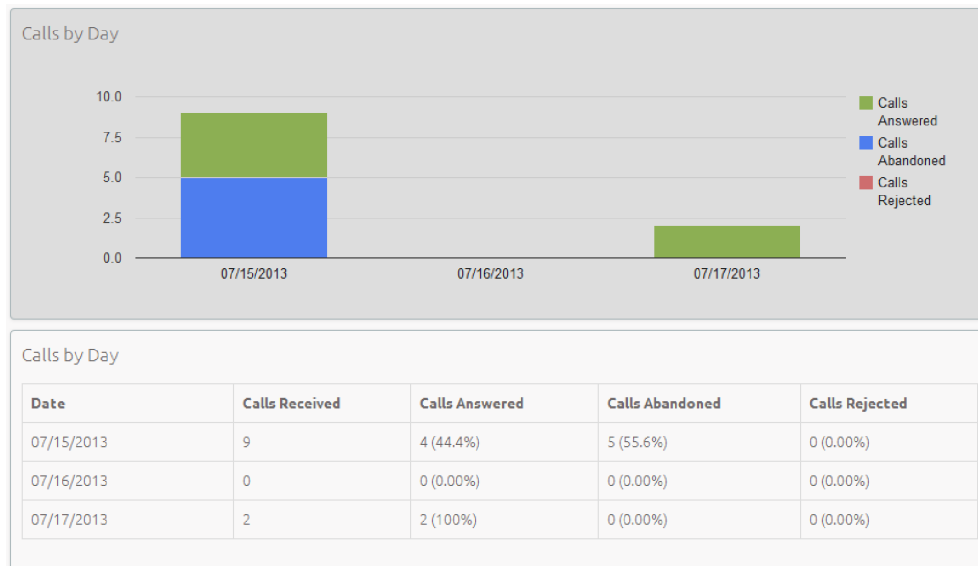 Calls by Day
10.0
7.5
5.0
2.5
0.0
07/15/2013 07/16/2013 07/17/2013
Calls
Answered
Calls
Abandoned
Calls
Rejected
Calls by Day
Date Calls Received Calls Answered Calls Abandoned Calls Rejected
07/15/2013 9 4 (44.4%) 5 (55.6%) 0 (0.00%)
07/16/2013 0 0 (0.00%) 0 (0.00%) 0 (0.00%)
07/17/2013 2 2 (100%) 0 (0.00%) 0 (0.00%)